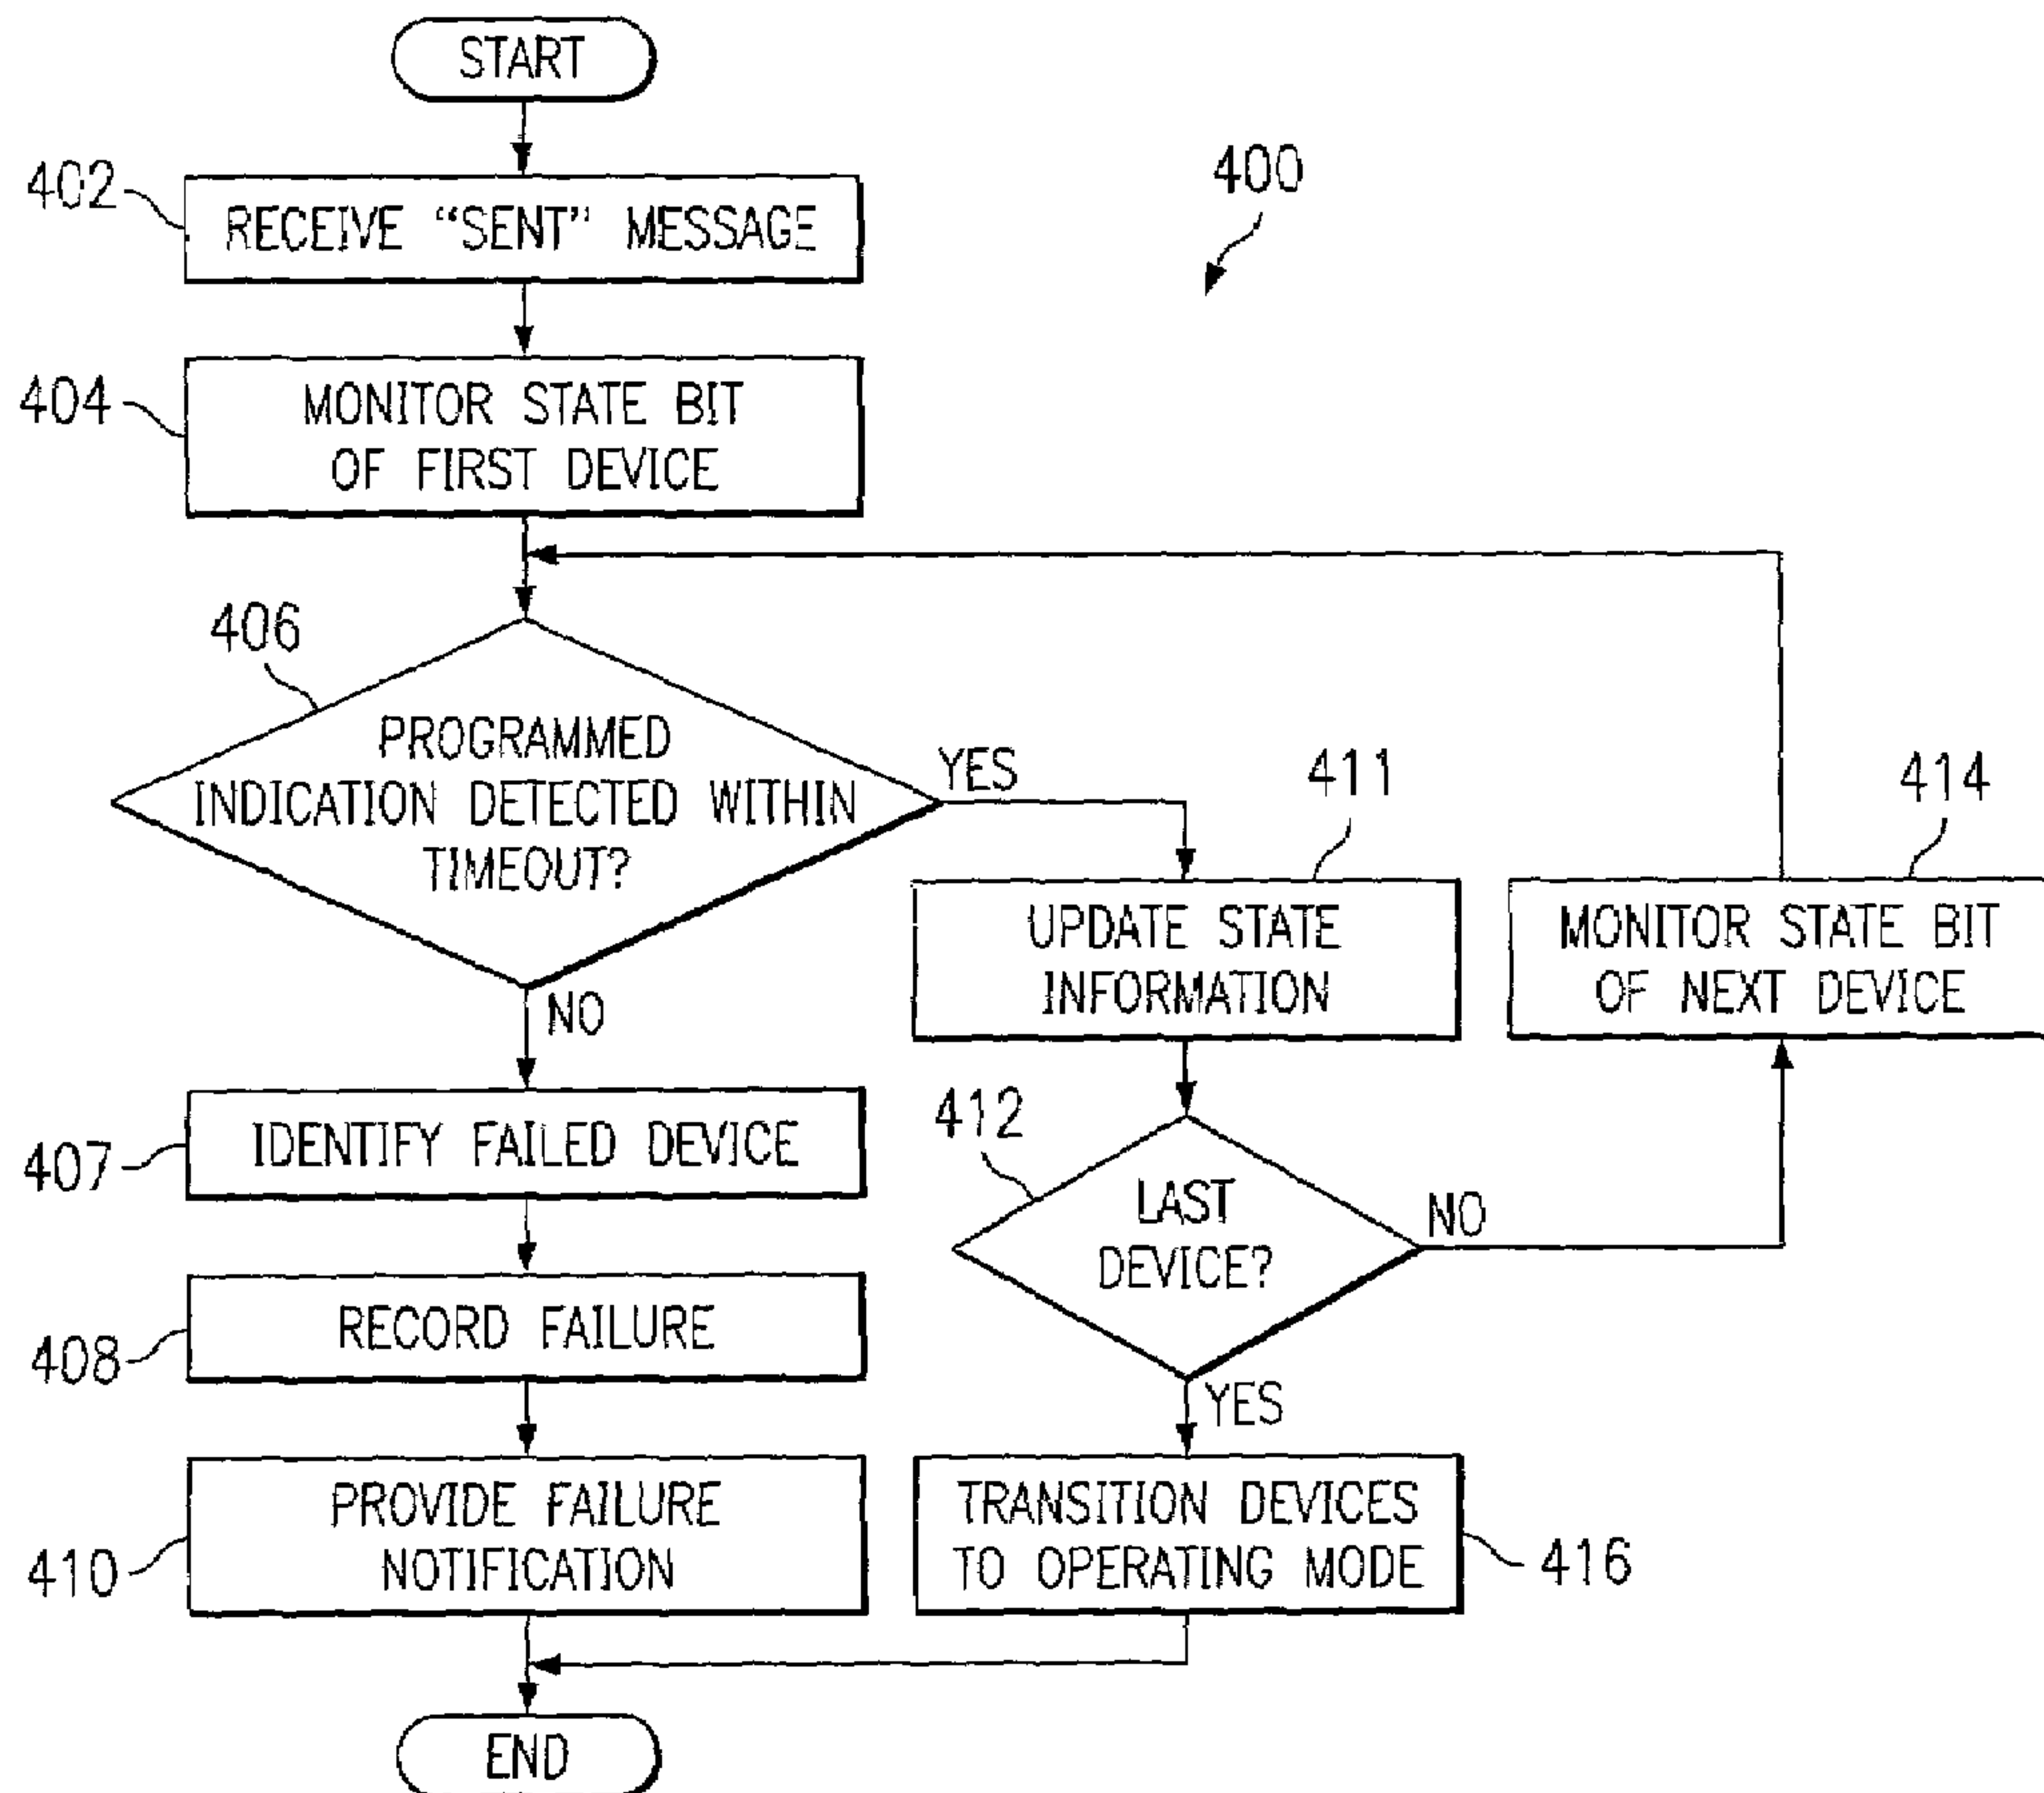 START
400
402
RECEIVE “SENT” MESSAGE
404
MONITOR STATE BIT
OF FIRST DEVICE
406
PROGRAMMED
INDICATION DETECTED WITHIN
TIMEOUT?
YES
NO
411
UPDATE STATE
INFORMATION
414
MONITOR STATE BIT
OF NEXT DEVICE
407
IDENTIFY FAILED DEVICE
412
LAST
DEVICE?
NO
YES
408
RECORD FAILURE
410
PROVIDE FAILURE
NOTIFICATION
TRANSITION DEVICES
TO OPERATING MODE
416
END